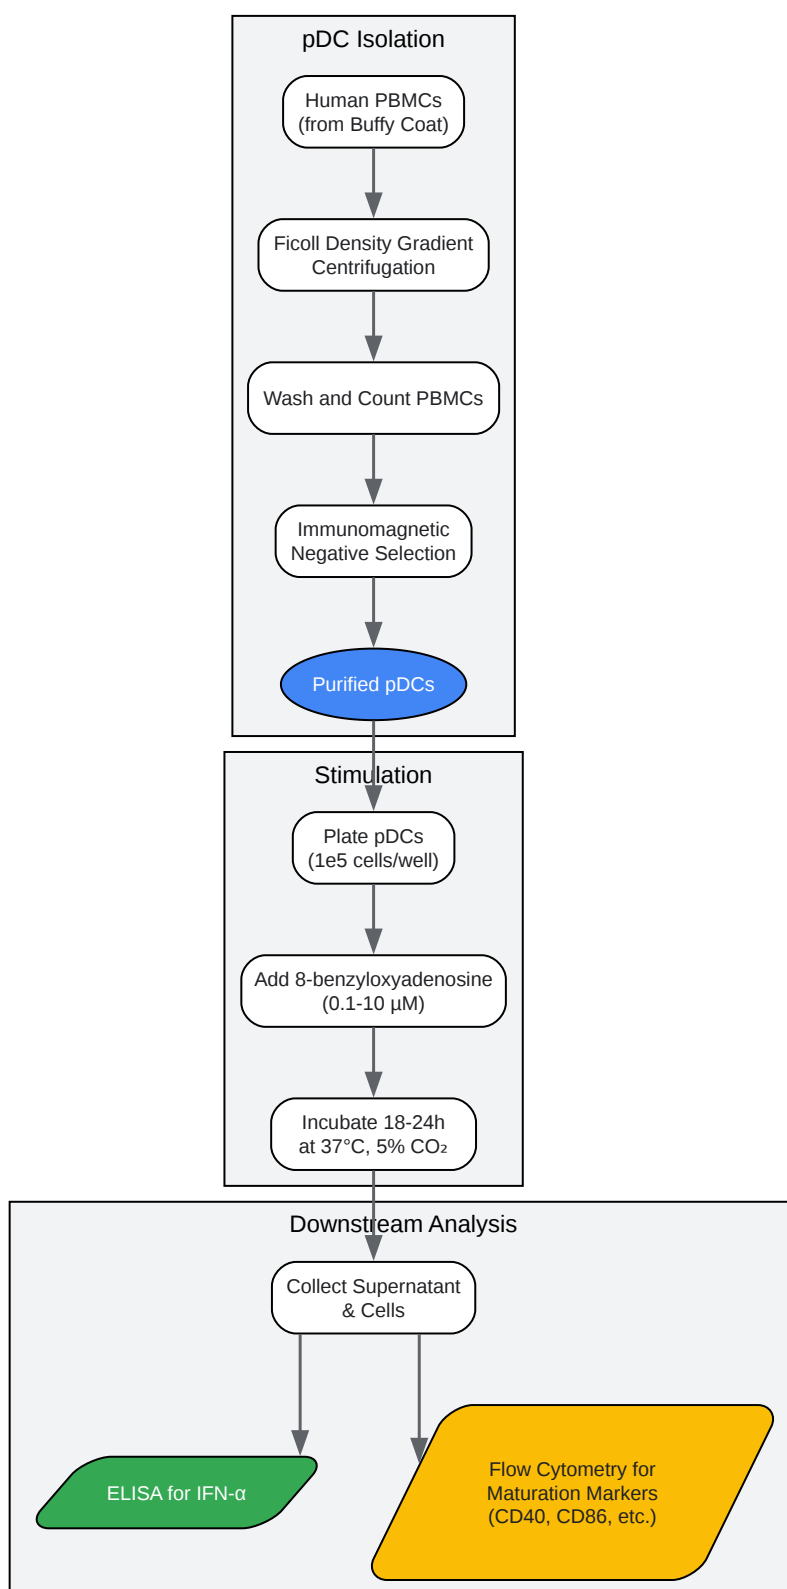 pDC Isolation
Human PBMCs
(from Buffy Coat)
Ficoll Density Gradient
Centrifugation
Wash and Count PBMCs
Immunomagnetic
Negative Selection
Purified pDCs
Stimulation
Plate pDCs
(1e5 cells/well)
Add 8-benzyloxyadenosine
(0.1-10 µM)
Incubate 18-24h
at 37°C, 5% CO₂
Downstream Analysis
Collect Supernatant
& Cells
ELISA for IFN-α
Flow Cytometry for
Maturation Markers
(CD40, CD86, etc.)